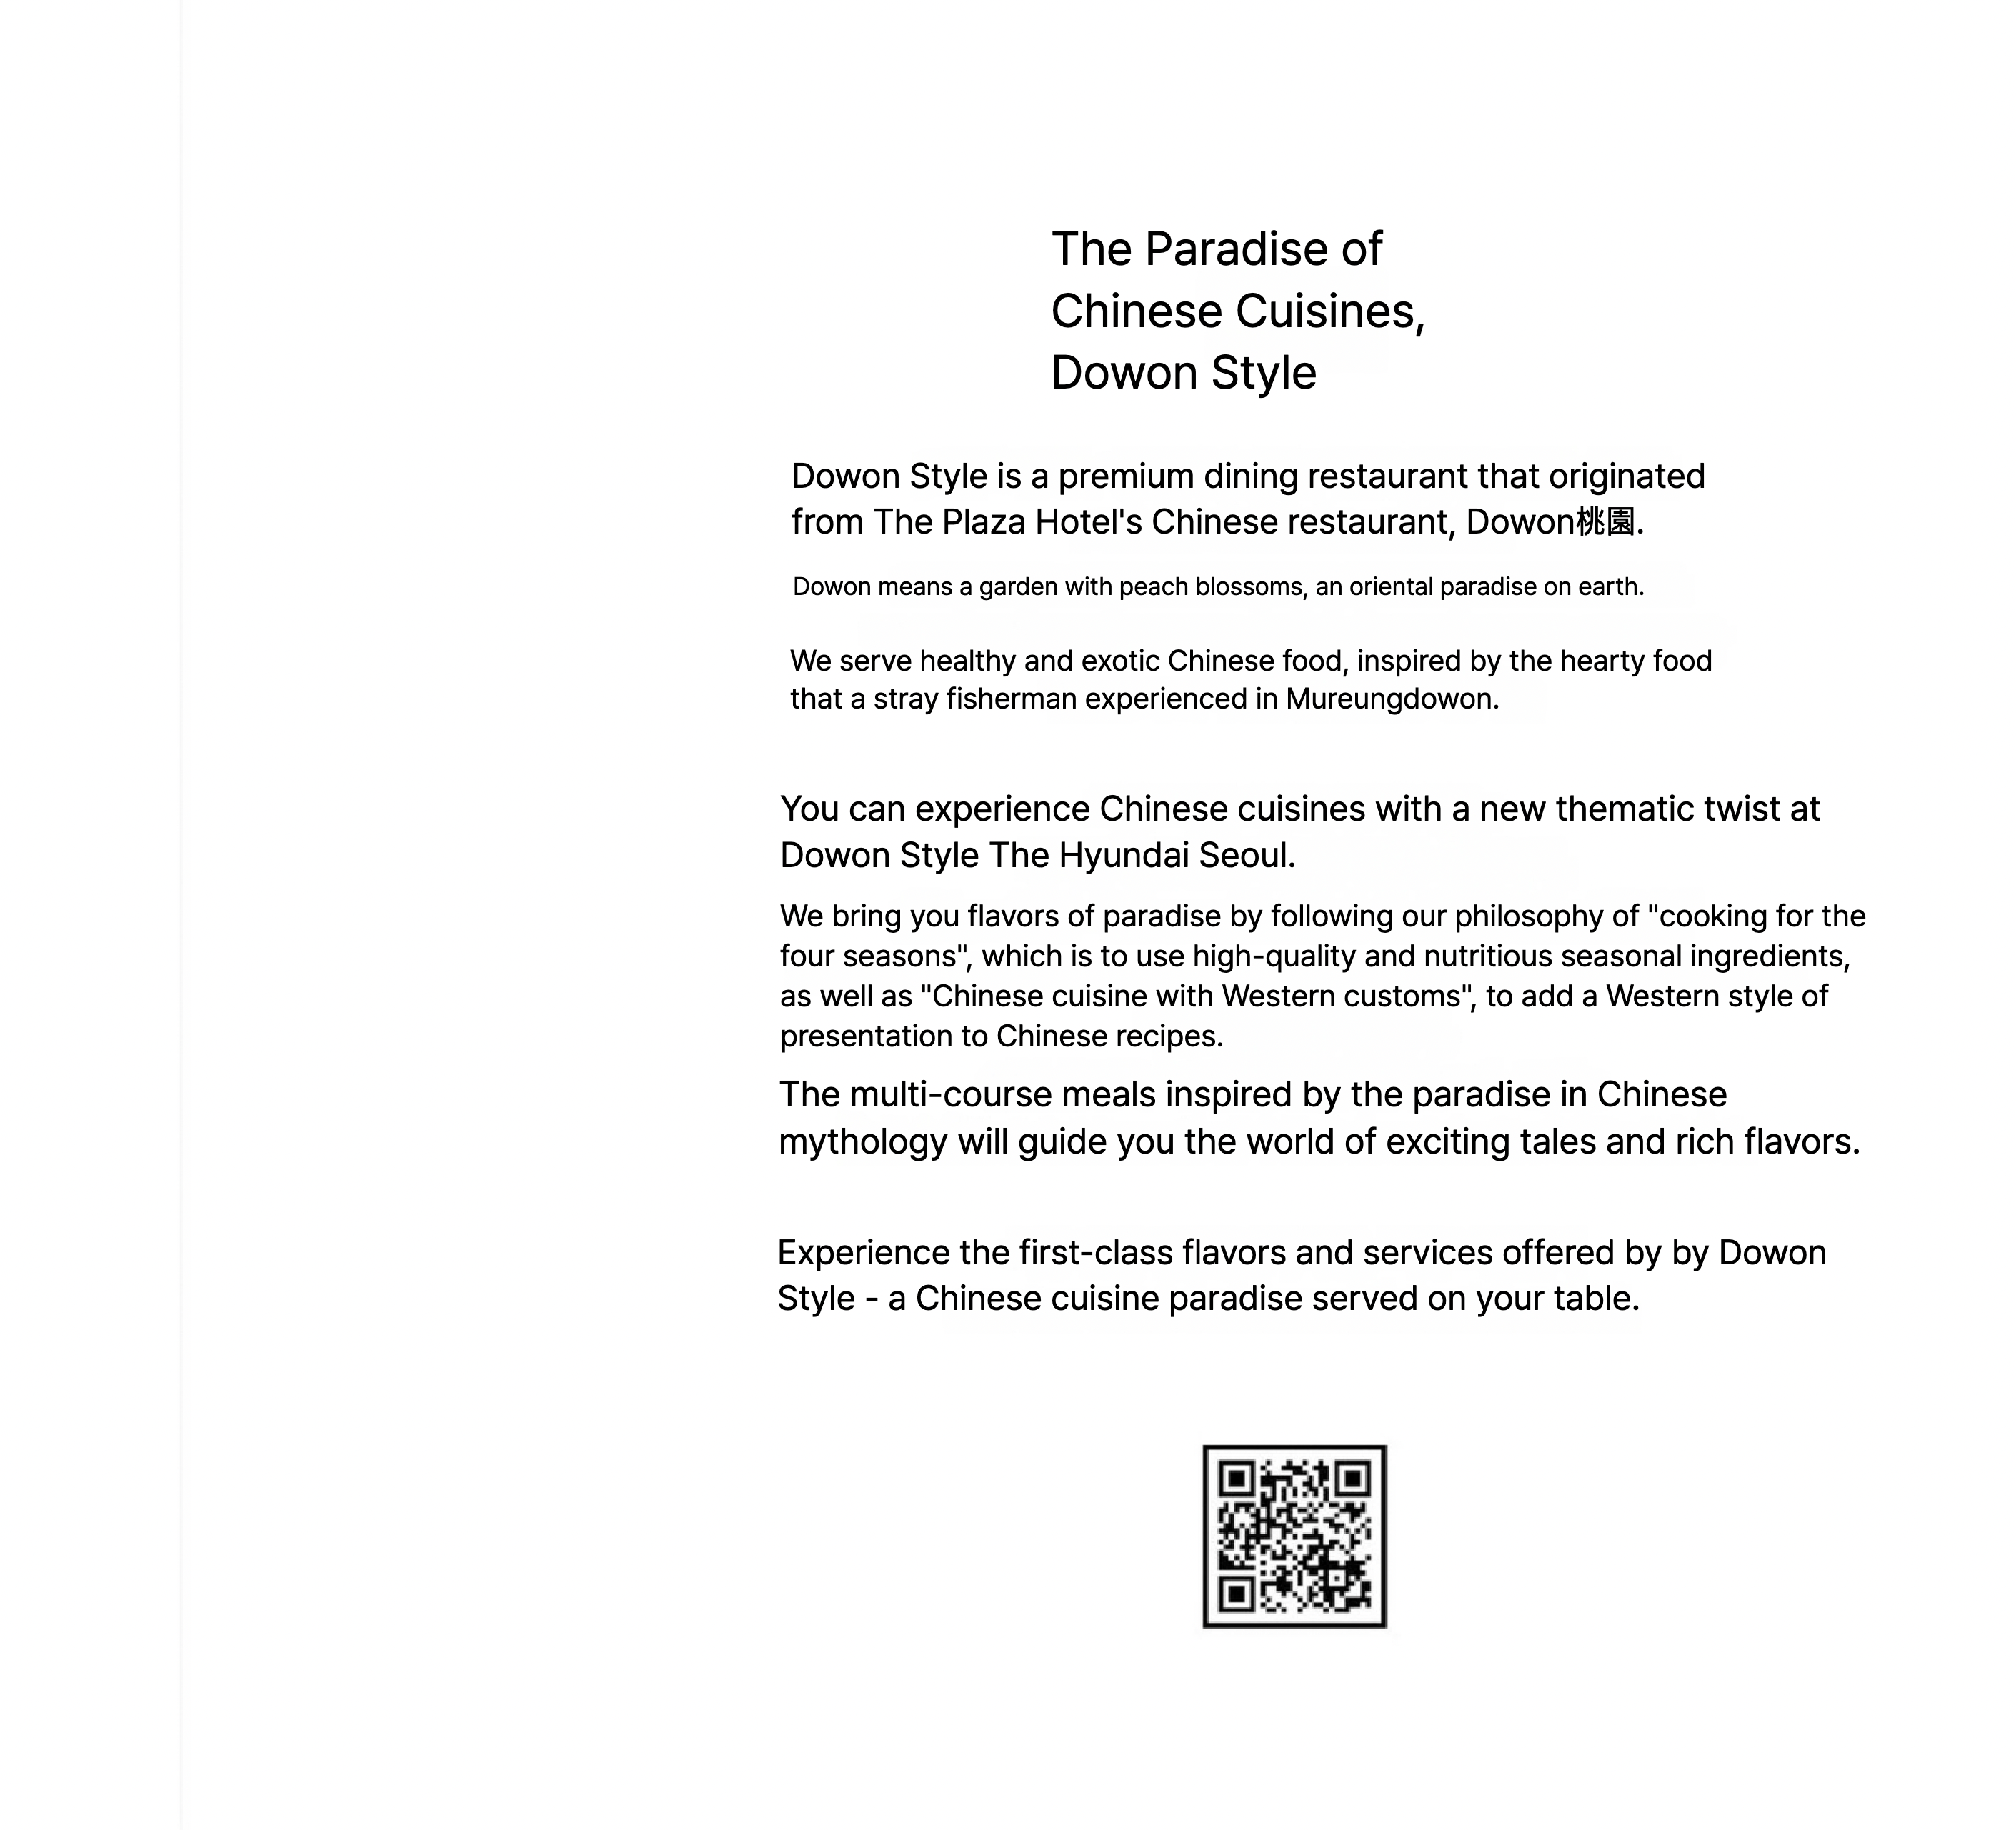 The Paradise of
Chinese Cuisines,
Dowon Style
Dowon Style is a premium dining restaurant that originated
from The Plaza Hotel's Chinese restaurant, Dowon桃園.
Dowon means a garden with peach blossoms, an oriental paradise on earth.
We serve healthy and exotic Chinese food, inspired by the hearty food
that a stray fisherman experienced in Mureungdowon.
You can experience Chinese cuisines with a new thematic twist at
Dowon Style The Hyundai Seoul.
We bring you flavors of paradise by following our philosophy of "cooking for the
four seasons", which is to use high-quality and nutritious seasonal ingredients,
as well as "Chinese cuisine with Western customs", to add a Western style of
presentation to Chinese recipes.
The multi-course meals inspired by the paradise in Chinese
mythology will guide you the world of exciting tales and rich flavors.
Experience the first-class flavors and services offered by by Dowon
Style - a Chinese cuisine paradise served on your table.